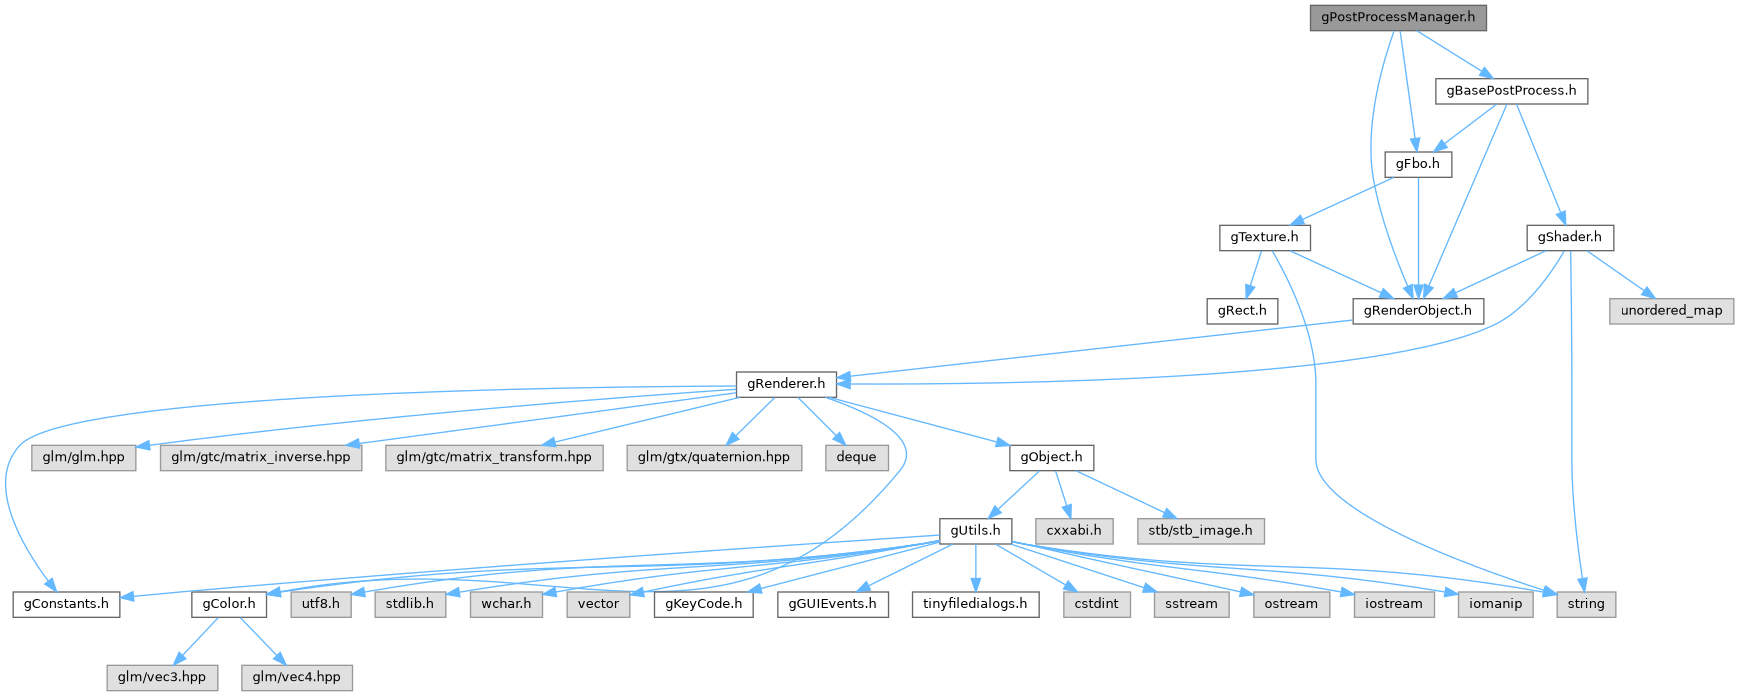 gPostProcessManager.h
gBasePostProcess.h
gFbo.h
gTexture.h
gShader.h
gRect.h
gRenderObject.h
unordered_map
gRenderer.h
glm/glm.hpp
glm/gtc/matrix_inverse.hpp
glm/gtc/matrix_transform.hpp
glm/gtx/quaternion.hpp
deque
gObject.h
gUtils.h
cxxabi.h
stb/stb_image.h
gConstants.h
gColor.h
utf8.h
stdlib.h
wchar.h
vector
gKeyCode.h
gGUIEvents.h
tinyfiledialogs.h
cstdint
sstream
ostream
iostream
iomanip
string
glm/vec3.hpp
glm/vec4.hpp